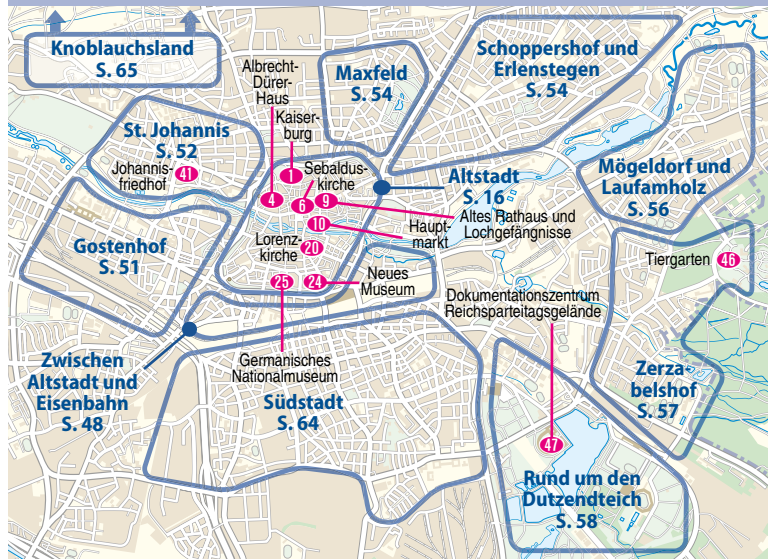 Knoblauchsland
S. 65
Albrecht-
Dürer-
Haus
Kaiser-
burg
Maxfeld
S. 54
Schoppershof und
Erlenstegen
S. 54
St. Johannis
S. 52
Johannis-
friedhof
41
1
Sebaldus-
kirche
4
6
9
Altstadt
S. 16
Mögeldorf und
Laufamholz
S. 56
10
Haupt-
markt
Altes Rathaus und
Lochgefängnisse
Gostenhof
S. 51
Lorenz-
kirche
20
Tiergarten
46
25
24
Neues
Museum
Dokumentationszentrum
Reichsparteitagsgelände
Zwischen
Altstadt und
Eisenbahn
S. 48
Germanisches
Nationalmuseum
Südstadt
S. 64
Zerza-
belshof
S. 57
47
Rund um den
Dutzendteich
S. 58